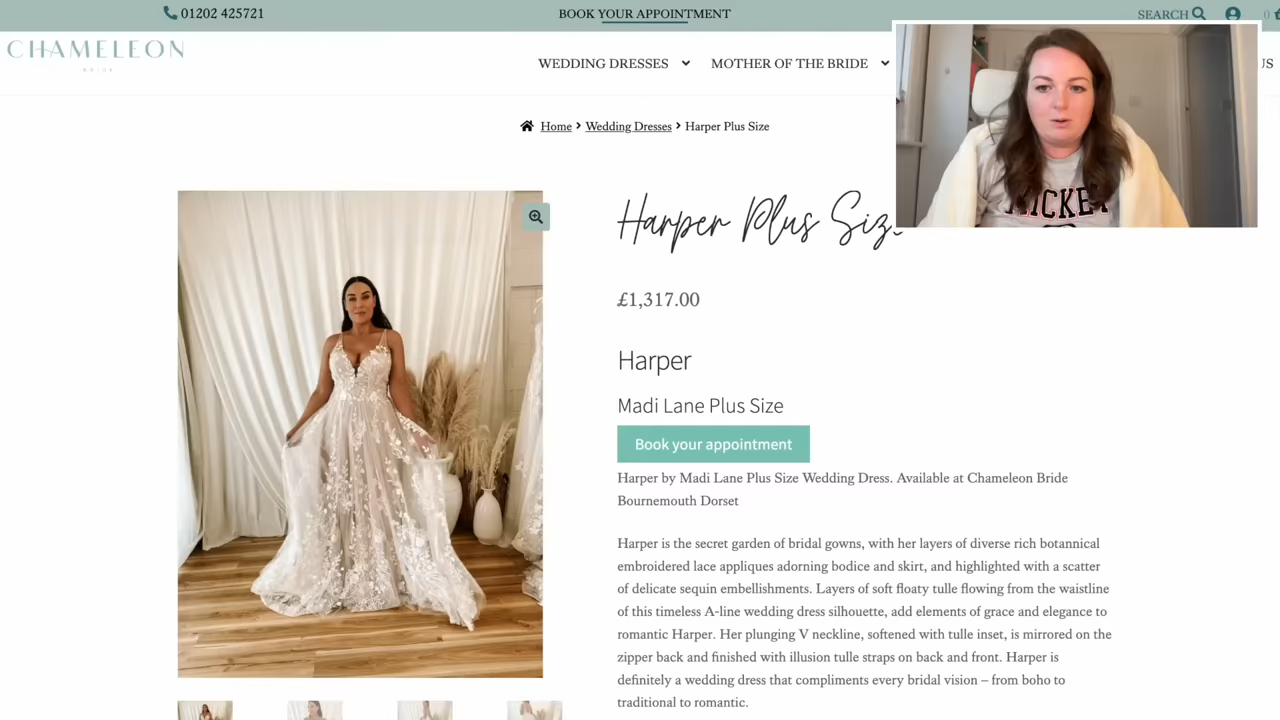 01202 425721
BOOK YOUR APPOINTMENT
SEARCH
0
CHAMELEON
BRIDE
WEDDING DRESSES
MOTHER OF THE BRIDE
US
Home
Wedding Dresses
Harper Plus Size
MICKEY
Harper Plus Size
£1,317.00
Harper
Madi Lane Plus Size
Book your appointment
Harper by Madi Lane Plus Size Wedding Dress. Available at Chameleon Bride
Bournemouth Dorset
Harper is the secret garden of bridal gowns, with her layers of diverse rich botannical
embroidered lace appliques adorning bodice and skirt, and highlighted with a scatter
of delicate sequin embellishments. Layers of soft floaty tulle flowing from the waistline
of this timeless A-line wedding dress silhouette, add elements of grace and elegance to
romantic Harper. Her plunging V neckline, softened with tulle inset, is mirrored on the
zipper back and finished with illusion tulle straps on back and front. Harper is
definitely a wedding dress that compliments every bridal vision – from boho to
traditional to romantic.